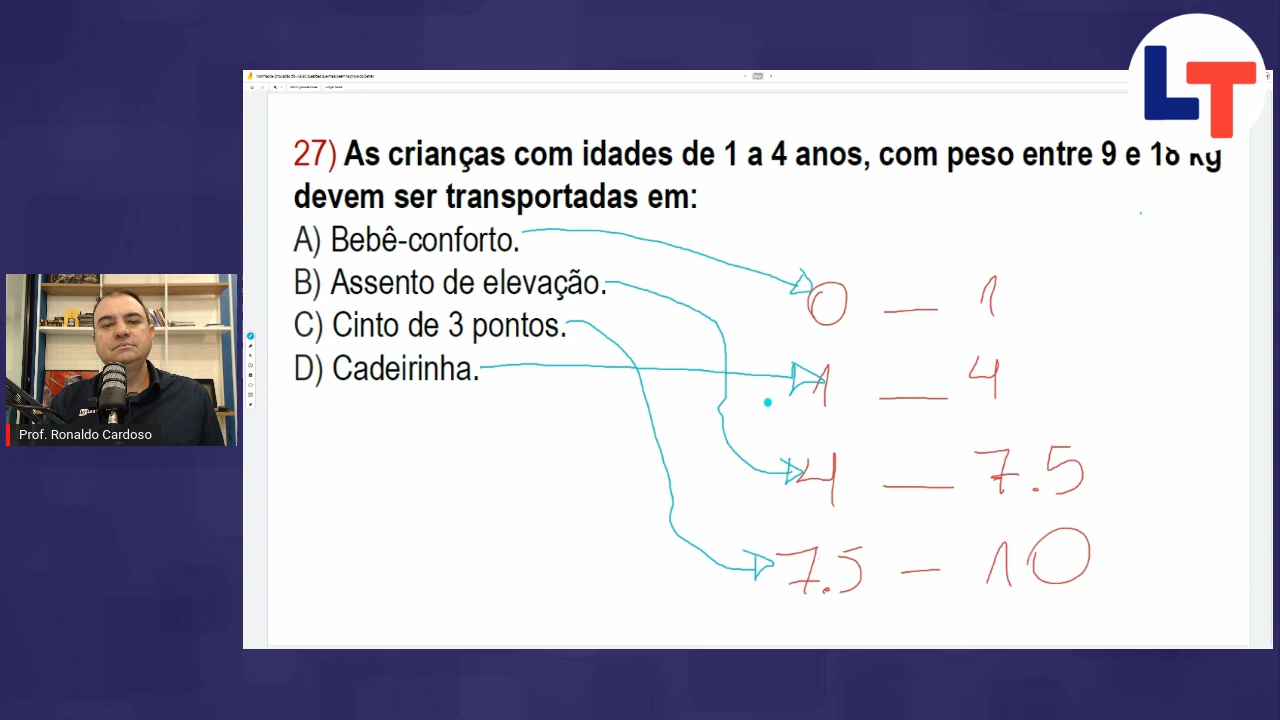 LT
27) As crianças com idades de 1 a 4 anos, com peso entre 9 e 18 kg
devem ser transportadas em:
A) Bebê-conforto.
B) Assento de elevação.
C) Cinto de 3 pontos.
D) Cadeirinha.
0 — 1
1 — 4
4 — 7.5
7.5 — 10
Prof. Ronaldo Cardoso